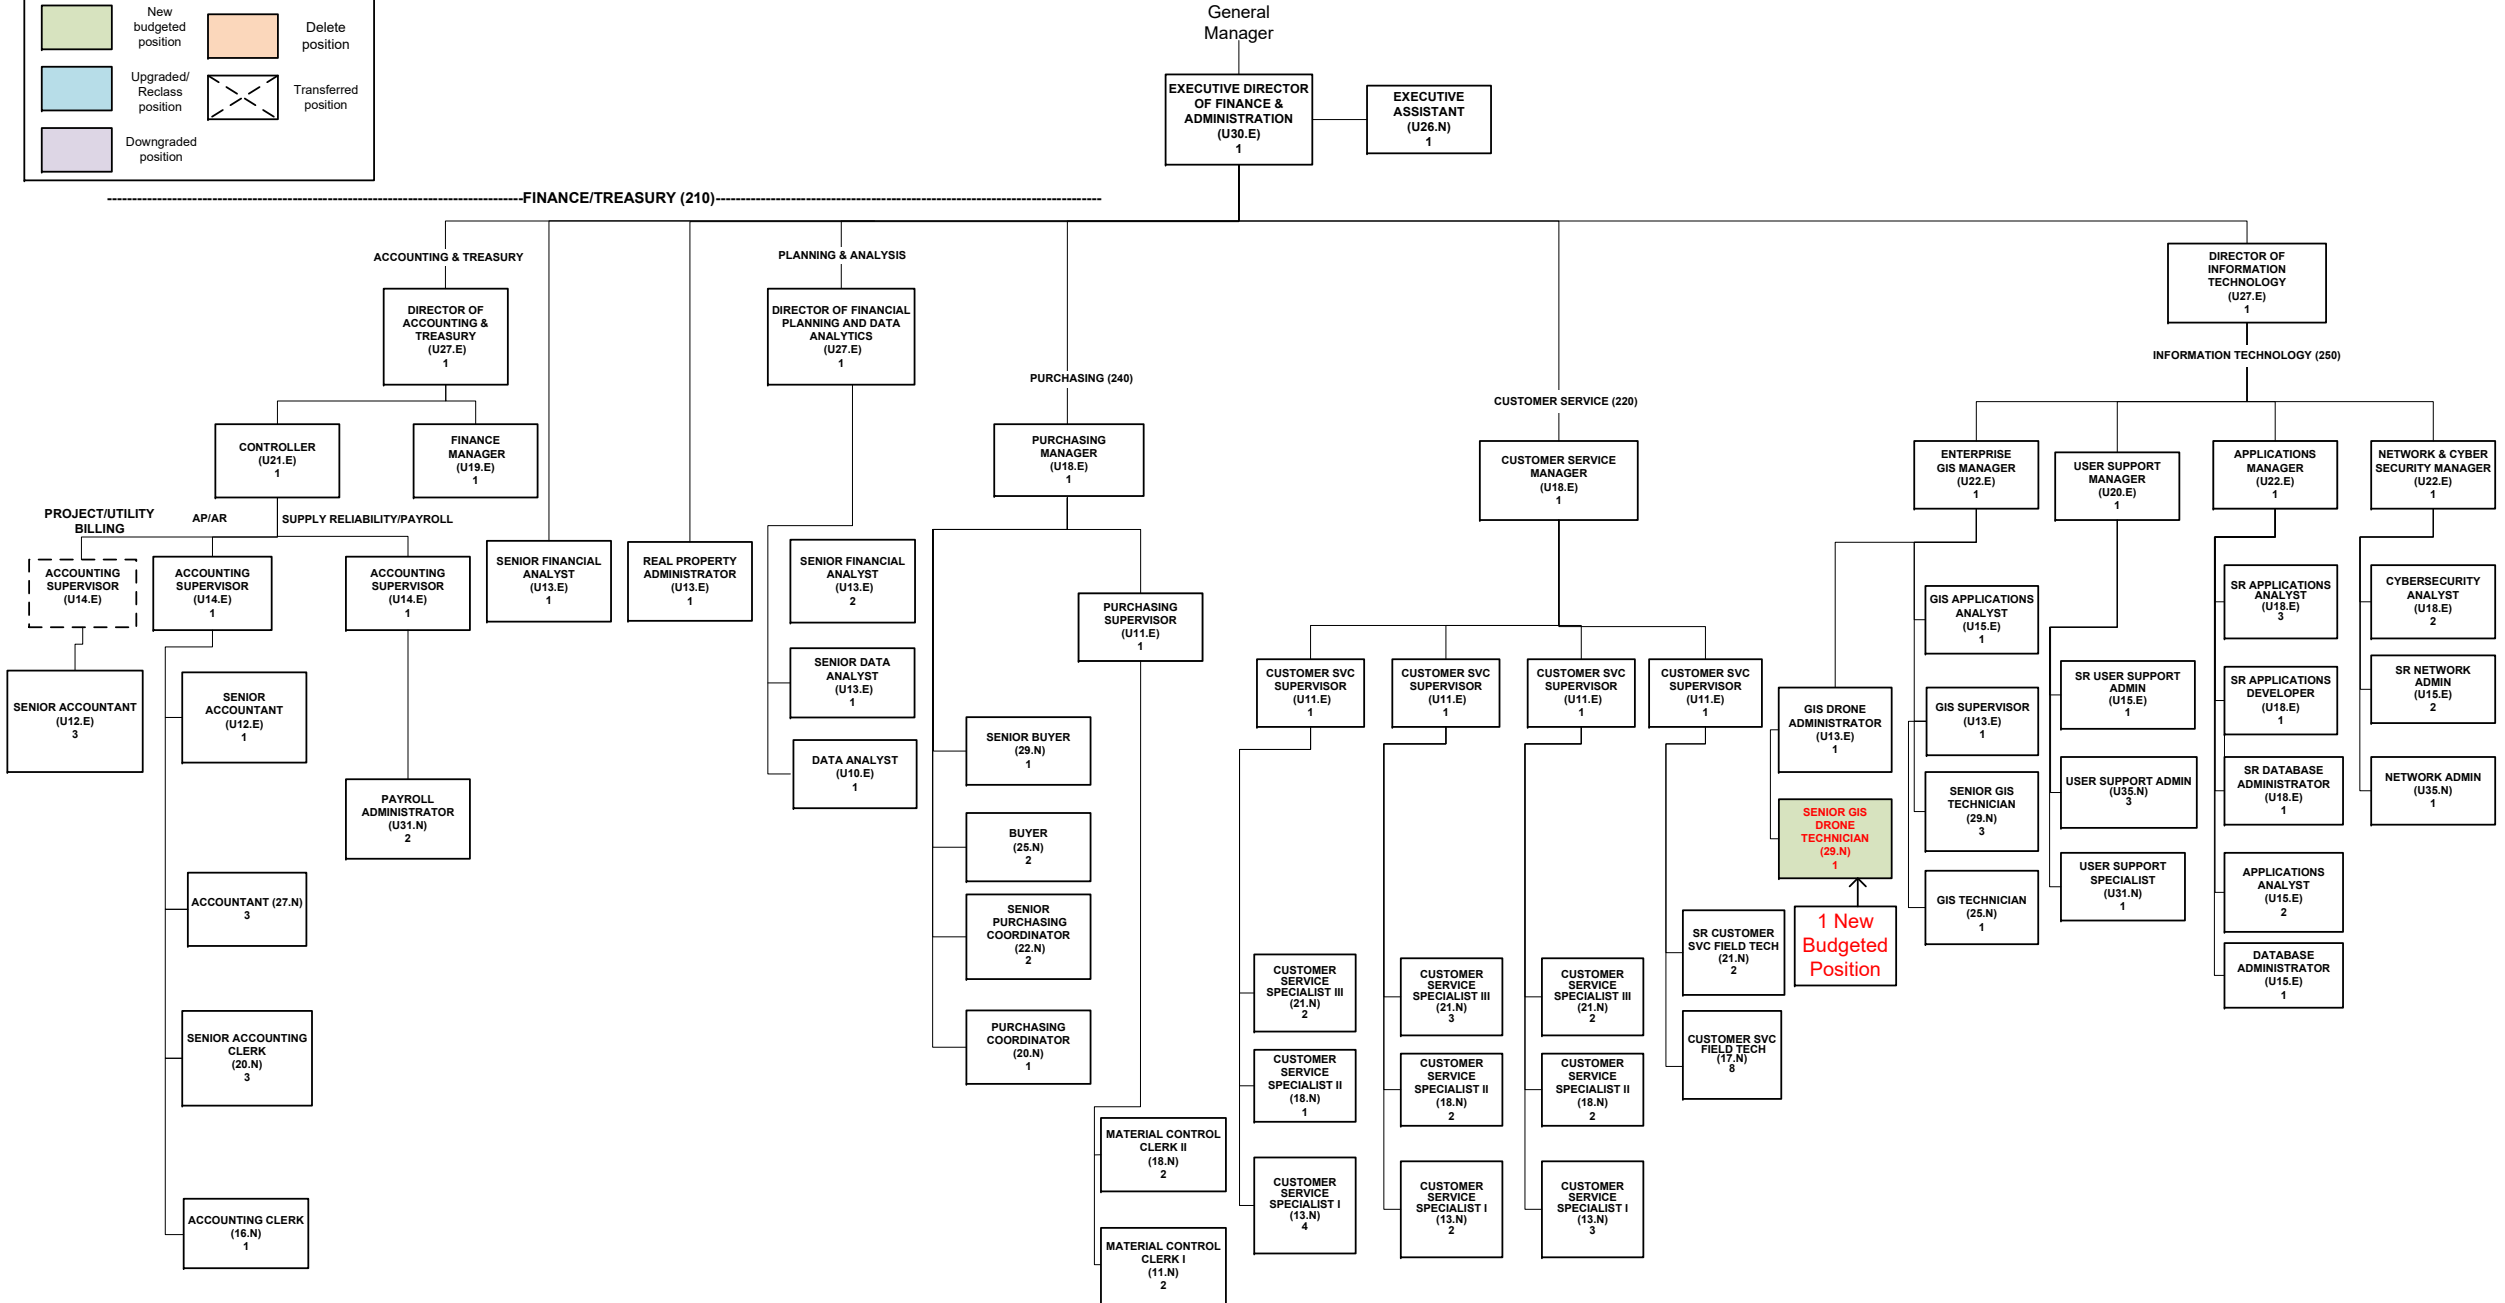 New
budgeted
position
Delete
position
Upgraded/
Reclass
position
Transferred
position
Downgraded
position
General
Manager
EXECUTIVE DIRECTOR
OF FINANCE &
ADMINISTRATION
(U30.E)
1
EXECUTIVE
ASSISTANT
(U26.N)
1
-----FINANCE/TREASURY (210)-----
ACCOUNTING & TREASURY
DIRECTOR OF
ACCOUNTING &
TREASURY
(U27.E)
1
CONTROLLER
(U21.E)
1
FINANCE
MANAGER
(U19.E)
1
PROJECT/UTILITY
BILLING
AP/AR
SUPPLY RELIABILITY/PAYROLL
ACCOUNTING
SUPERVISOR
(U14.E)
ACCOUNTING
SUPERVISOR
(U14.E)
1
ACCOUNTING
SUPERVISOR
(U14.E)
1
SENIOR ACCOUNTANT
(U12.E)
3
SENIOR
ACCOUNTANT
(U12.E)
1
ACCOUNTANT (27.N)
3
SENIOR ACCOUNTING
CLERK
(20.N)
3
ACCOUNTING CLERK
(16.N)
1
PAYROLL
ADMINISTRATOR
(U31.N)
2
SENIOR FINANCIAL
ANALYST
(U13.E)
1
REAL PROPERTY
ADMINISTRATOR
(U13.E)
1
PLANNING & ANALYSIS
DIRECTOR OF FINANCIAL
PLANNING AND DATA
ANALYTICS
(U27.E)
1
SENIOR FINANCIAL
ANALYST
(U13.E)
2
SENIOR DATA
ANALYST
(U13.E)
1
DATA ANALYST
(U10.E)
1
PURCHASING (240)
PURCHASING
MANAGER
(U18.E)
1
PURCHASING
SUPERVISOR
(U11.E)
1
SENIOR BUYER
(29.N)
1
BUYER
(25.N)
2
SENIOR
PURCHASING
COORDINATOR
(22.N)
2
PURCHASING
COORDINATOR
(20.N)
1
MATERIAL CONTROL
CLERK II
(18.N)
2
MATERIAL CONTROL
CLERK I
(11.N)
2
CUSTOMER SERVICE (220)
CUSTOMER SERVICE
MANAGER
(U18.E)
1
CUSTOMER SVC
SUPERVISOR
(U11.E)
1
CUSTOMER SVC
SUPERVISOR
(U11.E)
1
CUSTOMER SVC
SUPERVISOR
(U11.E)
1
CUSTOMER SVC
SUPERVISOR
(U11.E)
1
CUSTOMER
SERVICE
SPECIALIST III
(21.N)
2
CUSTOMER
SERVICE
SPECIALIST II
(18.N)
1
CUSTOMER
SERVICE
SPECIALIST I
(13.N)
4
CUSTOMER
SERVICE
SPECIALIST III
(21.N)
3
CUSTOMER
SERVICE
SPECIALIST II
(18.N)
2
CUSTOMER
SERVICE
SPECIALIST I
(13.N)
2
CUSTOMER
SERVICE
SPECIALIST III
(21.N)
2
CUSTOMER
SERVICE
SPECIALIST II
(18.N)
2
CUSTOMER
SERVICE
SPECIALIST I
(13.N)
3
SR CUSTOMER
SVC FIELD TECH
(21.N)
2
CUSTOMER SVC
FIELD TECH
(17.N)
8
DIRECTOR OF
INFORMATION
TECHNOLOGY
(U27.E)
1
INFORMATION TECHNOLOGY (250)
ENTERPRISE
GIS MANAGER
(U22.E)
1
USER SUPPORT
MANAGER
(U20.E)
1
APPLICATIONS
MANAGER
(U22.E)
1
NETWORK & CYBER
SECURITY MANAGER
(U22.E)
1
GIS DRONE
ADMINISTRATOR
(U13.E)
1
SENIOR GIS
DRONE
TECHNICIAN
(29.N)
1
1 New
Budgeted
Position
GIS APPLICATIONS
ANALYST
(U15.E)
1
GIS SUPERVISOR
(U13.E)
1
SENIOR GIS
TECHNICIAN
(29.N)
3
GIS TECHNICIAN
(25.N)
1
SR USER SUPPORT
ADMIN
(U15.E)
1
USER SUPPORT ADMIN
(U35.N)
3
USER SUPPORT
SPECIALIST
(U31.N)
1
SR APPLICATIONS
ANALYST
(U18.E)
3
SR APPLICATIONS
DEVELOPER
(U18.E)
1
SR DATABASE
ADMINISTRATOR
(U18.E)
1
APPLICATIONS
ANALYST
(U15.E)
2
DATABASE
ADMINISTRATOR
(U15.E)
1
CYBERSECURITY
ANALYST
(U18.E)
2
SR NETWORK
ADMIN
(U15.E)
2
NETWORK ADMIN
(U35.N)
1